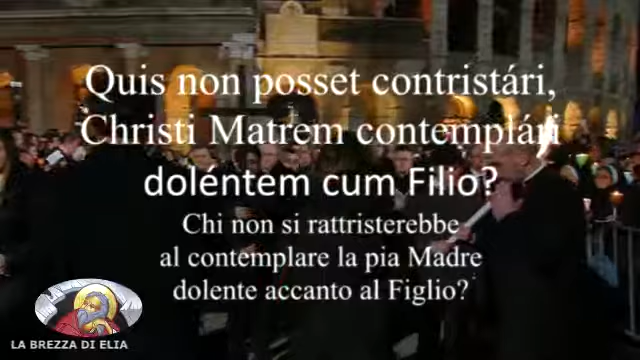 Quis non posset contristári,
Christi Matrem contemplári
doléntem cum Filio?
Chi non si rattristerebbe
al contemplare la pia Madre
dolente accanto al Figlio?
LA BREZZA DI ELIA